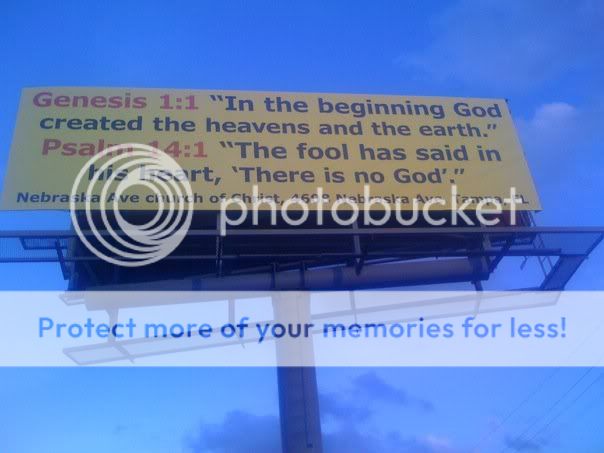 Genesis 1:1 "In the beginning God
created the heavens and the earth."
Psalm 14:1 "The fool has said in
his heart, 'There is no God'."
Nebraska Ave church of Christ, Nebraska Ave,
photobucket
Protect more of your memories for less!